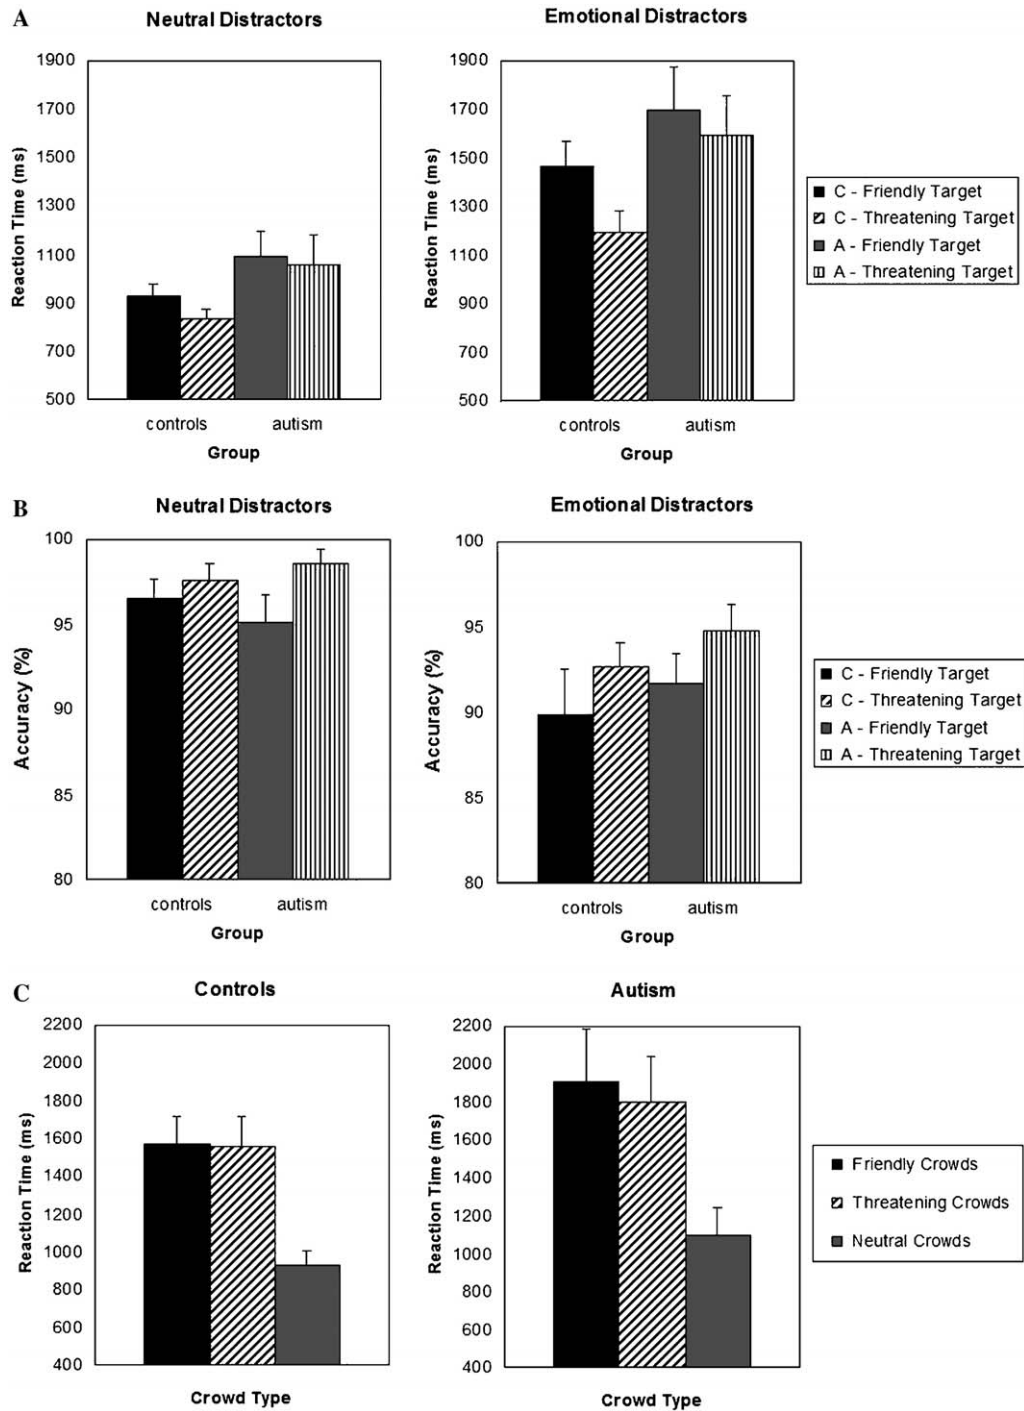 A
Neutral Distractors
Emotional Distractors
Reaction Time (ms)
1900
1700
1500
1300
1100
900
700
500
controls
autism
Group
Reaction Time (ms)
1900
1700
1500
1300
1100
900
700
500
controls
autism
Group
C - Friendly Target
C - Threatening Target
A - Friendly Target
A - Threatening Target
B
Neutral Distractors
Emotional Distractors
Accuracy (%)
100
95
90
85
80
controls
autism
Group
Accuracy (%)
100
95
90
85
80
controls
autism
Group
C - Friendly Target
C - Threatening Target
A - Friendly Target
A - Threatening Target
C
Controls
Autism
Reaction Time (ms)
2200
2000
1800
1600
1400
1200
1000
800
600
400
Crowd Type
Reaction Time (ms)
2200
2000
1800
1600
1400
1200
1000
800
600
400
Crowd Type
Friendly Crowds
Threatening Crowds
Neutral Crowds